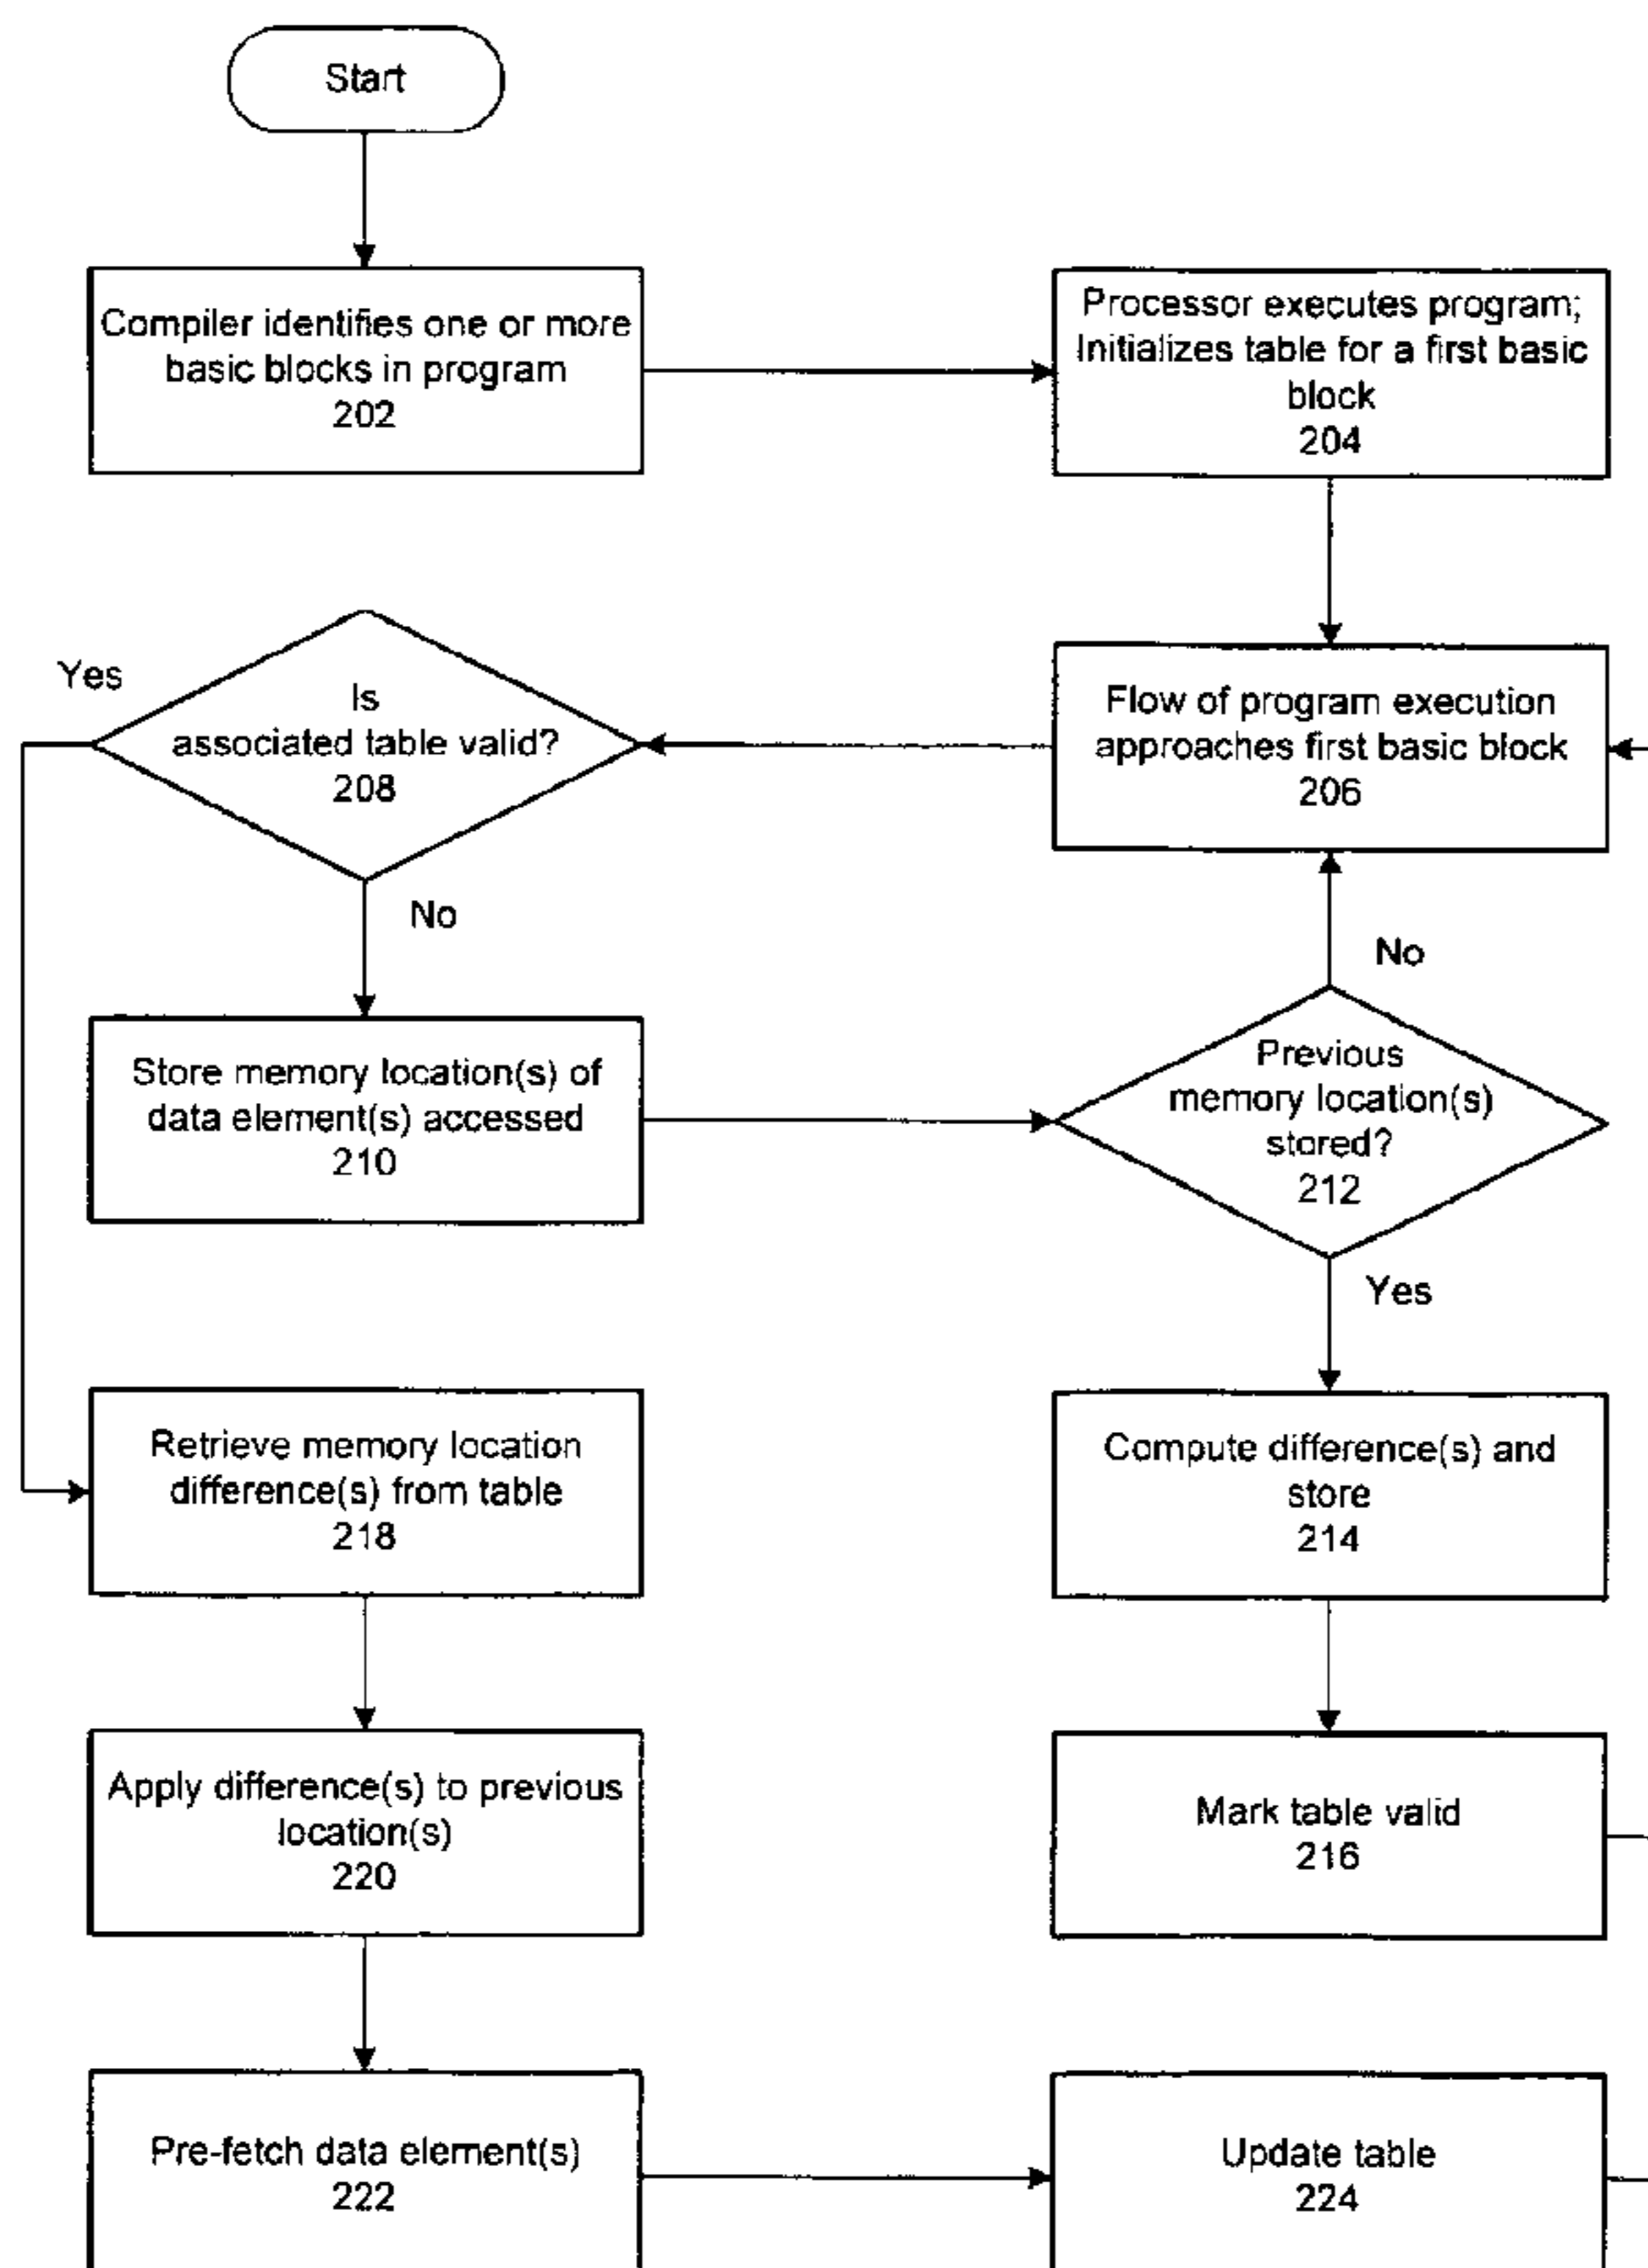 Start
Compiler identifies one or more
basic blocks in program
202
Processor executes program;
Initializes table for a first basic
block
204
Yes
Is
associated table valid?
208
Flow of program execution
approaches first basic block
206
No
No
Store memory location(s) of
data element(s) accessed
210
Previous
memory location(s)
stored?
212
Yes
Retrieve memory location
difference(s) from table
218
Compute difference(s) and
store
214
Apply difference(s) to previous
location(s)
220
Mark table valid
216
Pre-fetch data element(s)
222
Update table
224